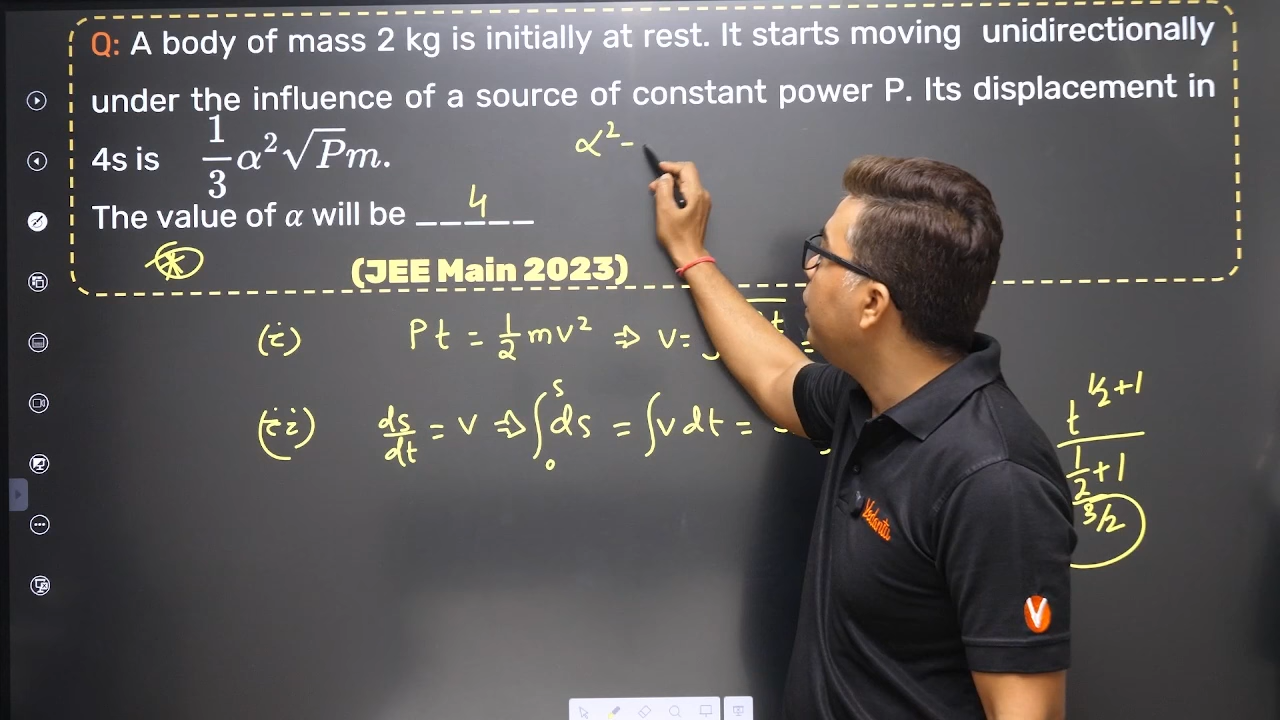 Q: A body of mass 2 kg is initially at rest. It starts moving unidirectionally
under the influence of a source of constant power P. Its displacement in
4s is 1/3 α² √P m.
α² -
The value of α will be __4__
(JEE Main 2023)
(i) Pt = 1/2 mv² ⇒ v=
(ii) ds/dt = v ⇒ ∫₀ˢ ds = ∫v dt =
t^(1/2+1)
1/2+1
3/2
Vedantu
V